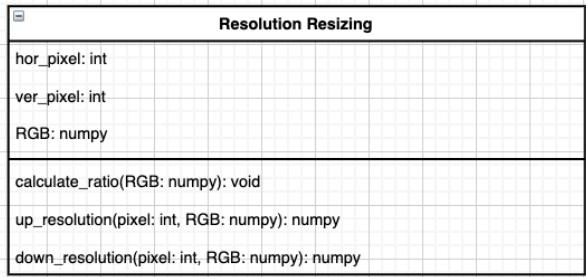 Resolution Resizing
hor_pixel: int
ver_pixel: int
RGB: numpy
calculate_ratio(RGB: numpy): void
up_resolution(pixel: int, RGB: numpy): numpy
down_resolution(pixel: int, RGB: numpy): numpy